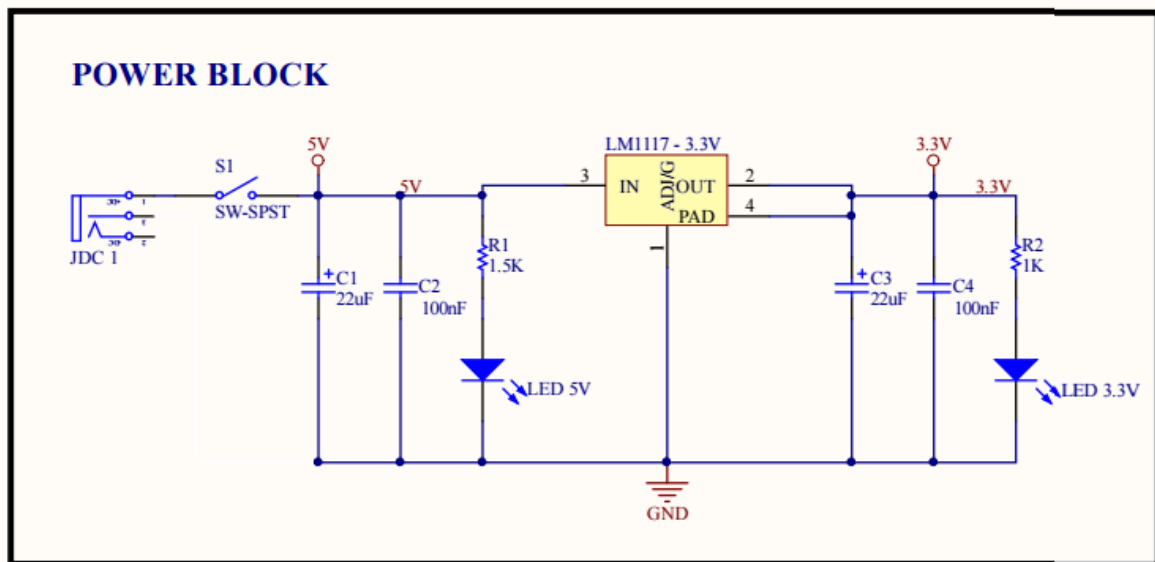 POWER BLOCK
5V
LM1117 - 3.3V
3.3V
S1
5V
3 IN ADJ/G OUT 2
3.3V
SW-SPST
PAD 4
JDC 1
1
R1
1.5K
R2
1K
+ C1
22uF
C2
100nF
+ C3
22uF
C4
100nF
LED 5V
LED 3.3V
GND